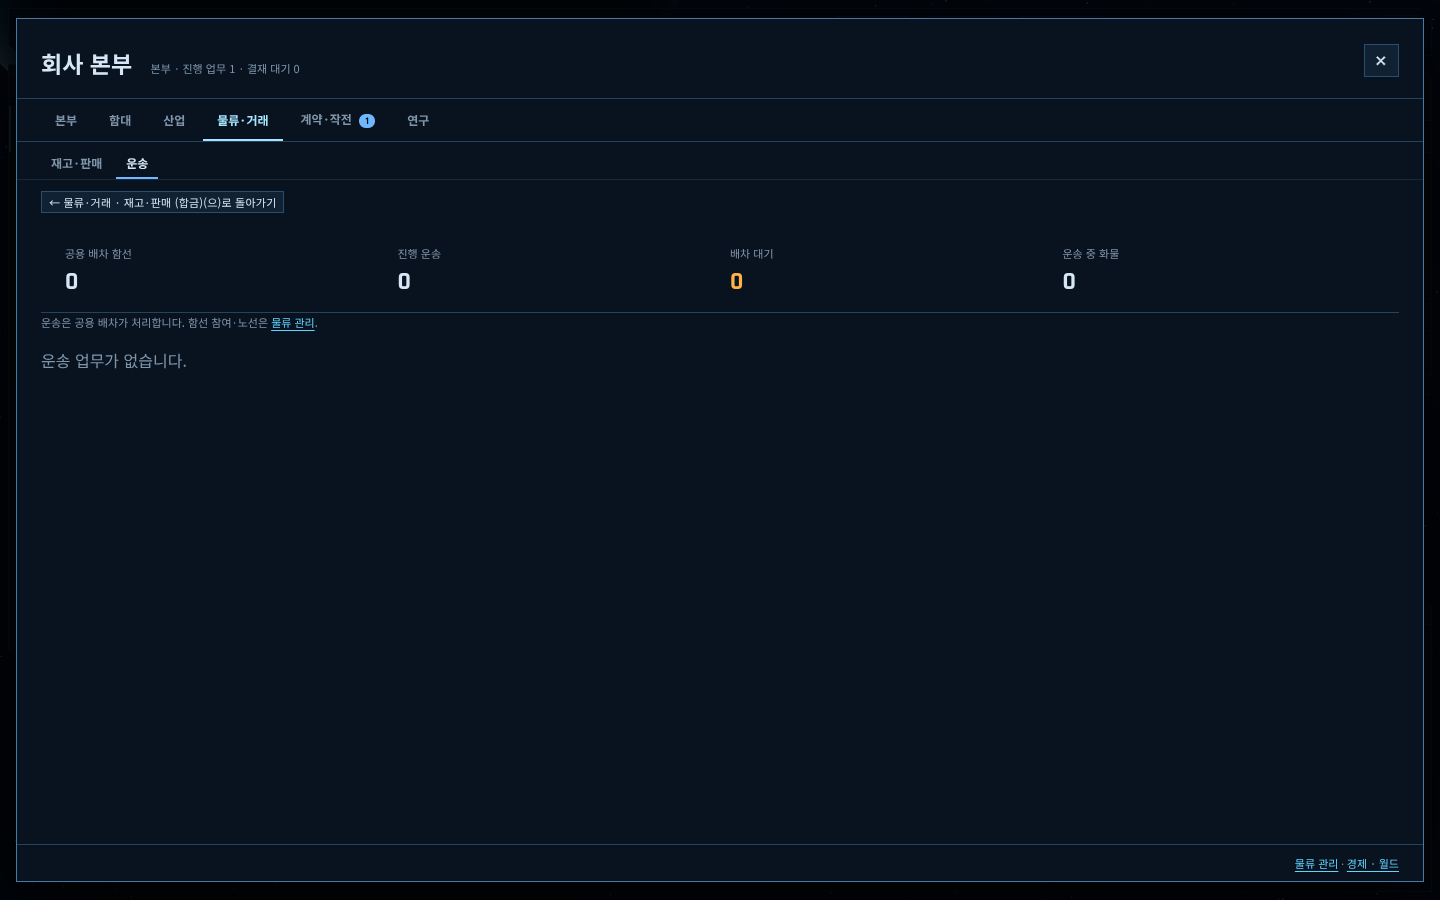 회사 본부 본부 · 진행 업무 1 · 결재 대기 0 ×
본부 함대 산업 물류·거래 계약·작전 1 연구
재고·판매 운송
← 물류·거래 · 재고·판매 (합금)(으)로 돌아가기
공용 배차 함선 진행 운송 배차 대기 운송 중 화물
0 0 0 0
운송은 공용 배차가 처리합니다. 함선 참여·노선은 물류 관리.
운송 업무가 없습니다.
물류 관리 · 경제 · 월드